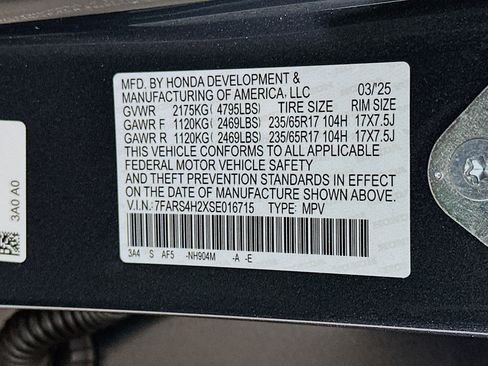 MFD. BY HONDA DEVELOPMENT &
MANUFACTURING OF AMERICA, LLC 03/'25
GVWR 2175KG ( 4795LBS) TIRE SIZE RIM SIZE
GAWR F 1120KG ( 2469LBS) 235/65R17 104H 17X7.5J
GAWR R 1120KG ( 2469LBS) 235/65R17 104H 17X7.5J
THIS VEHICLE CONFORMS TO ALL APPLICABLE
FEDERAL MOTOR VEHICLE SAFETY
AND THEFT PREVENTION STANDARDS IN EFFECT
ON THE DATE OF MANUFACTURE SHOWN ABOVE.
V.I.N.: 7FARS4H2XSE016715 TYPE: MPV
3A4 S AF5 -NH904M -A -E
3A0 A0